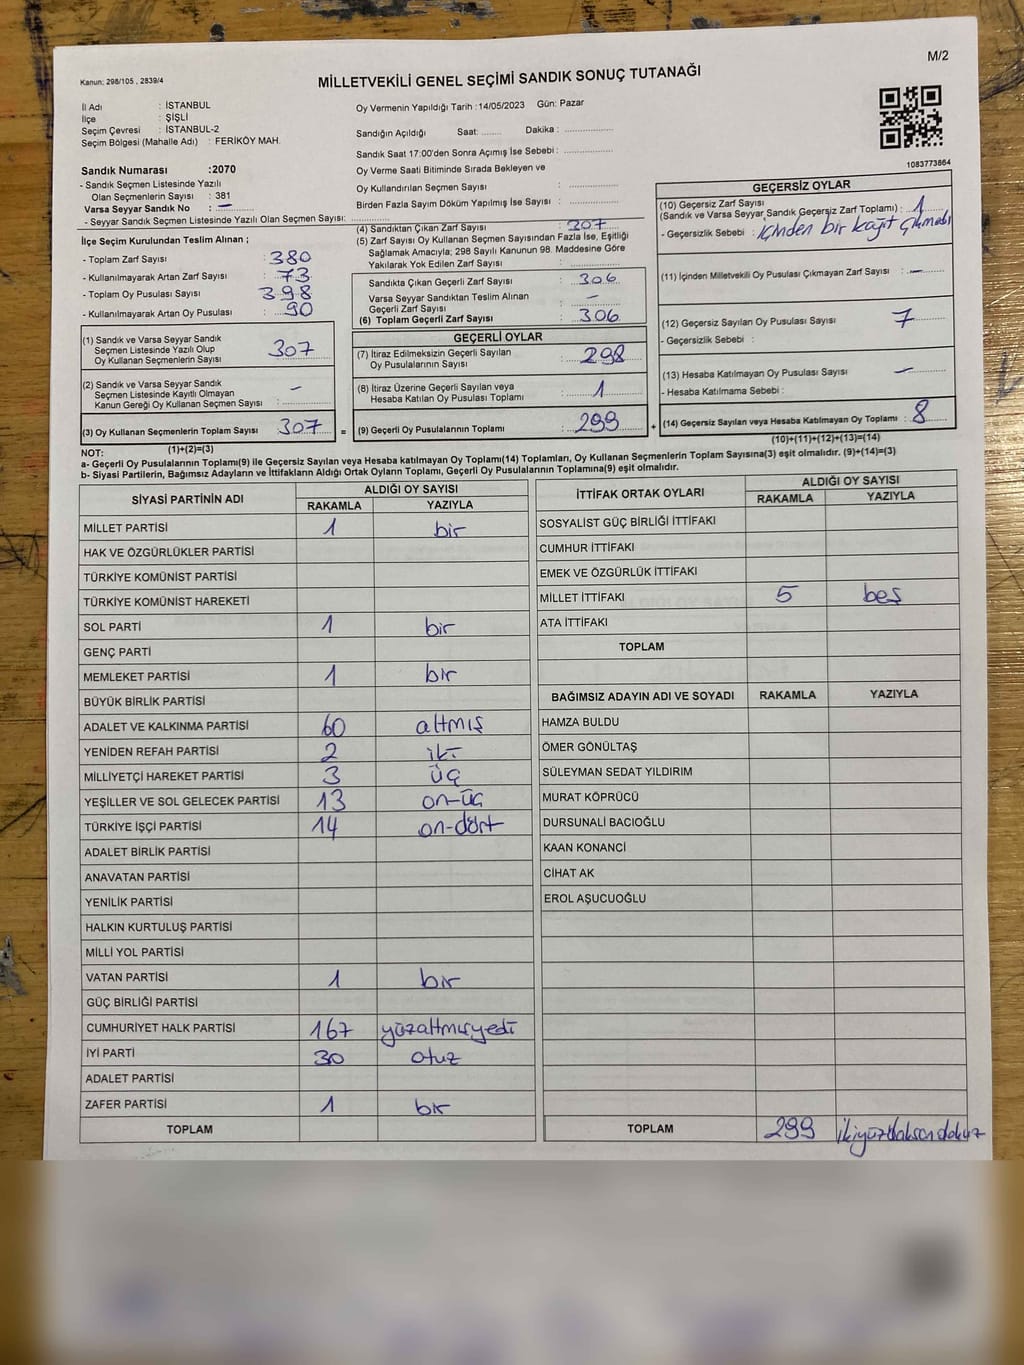 M/2
Kanun: 298/105 , 2839/4
MİLLETVEKİLİ GENEL SEÇİMİ SANDIK SONUÇ TUTANAĞI
İl Adı : İSTANBUL
İlçe : ŞİŞLİ
Seçim Çevresi : İSTANBUL-2
Seçim Bölgesi (Mahalle Adı) : FERİKÖY MAH.
Sandık Numarası :2070
- Sandık Seçmen Listesinde Yazılı
Olan Seçmenlerin Sayısı : 381
Varsa Seyyar Sandık No : -
- Seyyar Sandık Seçmen Listesinde Yazılı Olan Seçmen Sayısı: ..............
Oy Vermenin Yapıldığı Tarih :14/05/2023 Gün: Pazar
Sandığın Açıldığı Saat: ....... Dakika : .................
Sandık Saat 17:00'den Sonra Açımış İse Sebebi : .................
Oy Verme Saati Bitiminde Sırada Bekleyen ve
Oy Kullandırılan Seçmen Sayısı : .................
Birden Fazla Sayım Döküm Yapılmış İse Sayısı : .................
1083773664
İlçe Seçim Kurulundan Teslim Alınan ;
- Toplam Zarf Sayısı : 380
- Kullanılmayarak Artan Zarf Sayısı : 73
- Toplam Oy Pusulası Sayısı : 398
- Kullanılmayarak Artan Oy Pusulası : 90
(1) Sandık ve Varsa Seyyar Sandık
Seçmen Listesinde Yazılı Olup
Oy Kullanan Seçmenlerin Sayısı : 307
(2) Sandık ve Varsa Seyyar Sandık
Seçmen Listesinde Kayıtlı Olmayan
Kanun Gereği Oy Kullanan Seçmen Sayısı : -
(3) Oy Kullanan Seçmenlerin Toplam Sayısı : 307 =
(1)+(2)=(3)
(4) Sandıktan Çıkan Zarf Sayısı : 307
(5) Zarf Sayısı Oy Kullanan Seçmen Sayısından Fazla İse, Eşitliği
Sağlamak Amacıyla; 298 Sayılı Kanunun 98. Maddesine Göre
Yakılarak Yok Edilen Zarf Sayısı : .................
Sandıkta Çıkan Geçerli Zarf Sayısı : 306
Varsa Seyyar Sandıktan Teslim Alınan
Geçerli Zarf Sayısı : -
(6) Toplam Geçerli Zarf Sayısı : 306
GEÇERLİ OYLAR
(7) İtiraz Edilmeksizin Geçerli Sayılan
Oy Pusulalarının Sayısı : 298
(8) İtiraz Üzerine Geçerli Sayılan veya
Hesaba Katılan Oy Pusulası Toplamı : 1
(9) Geçerli Oy Pusulalarının Toplamı : 299 +
GEÇERSİZ OYLAR
(10) Geçersiz Zarf Sayısı
(Sandık ve Varsa Seyyar Sandık Geçersiz Zarf Toplamı) : 1
- Geçersizlik Sebebi : içinden bir kağıt çıkmadı
(11) İçinden Milletvekili Oy Pusulası Çıkmayan Zarf Sayısı : -
(12) Geçersiz Sayılan Oy Pusulası Sayısı : 7
- Geçersizlik Sebebi :
(13) Hesaba Katılmayan Oy Pusulası Sayısı : -
- Hesaba Katılmama Sebebi :
(14) Geçersiz Sayılan veya Hesaba Katılmayan Oy Toplamı : 8
(10)+(11)+(12)+(13)=(14)
NOT:
a- Geçerli Oy Pusulalarının Toplamı(9) ile Geçersiz Sayılan veya Hesaba katılmayan Oy Toplamı(14) Toplamları, Oy Kullanan Seçmenlerin Toplam Sayısına(3) eşit olmalıdır. (9)+(14)=(3)
b- Siyasi Partilerin, Bağımsız Adayların ve İttifakların Aldığı Ortak Oyların Toplamı, Geçerli Oy Pusulalarının Toplamına(9) eşit olmalıdır.
SİYASİ PARTİNİN ADI ALDIĞI OY SAYISI
RAKAMLA YAZIYLA
MİLLET PARTİSİ 1 bir
HAK VE ÖZGÜRLÜKLER PARTİSİ
TÜRKİYE KOMÜNİST PARTİSİ
TÜRKİYE KOMÜNİST HAREKETİ
SOL PARTİ 1 bir
GENÇ PARTİ
MEMLEKET PARTİSİ 1 bir
BÜYÜK BİRLİK PARTİSİ
ADALET VE KALKINMA PARTİSİ 60 altmış
YENİDEN REFAH PARTİSİ 2 iki
MİLLİYETÇİ HAREKET PARTİSİ 3 üç
YEŞİLLER VE SOL GELECEK PARTİSİ 13 on-üç
TÜRKİYE İŞÇİ PARTİSİ 14 on-dört
ADALET BİRLİK PARTİSİ
ANAVATAN PARTİSİ
YENİLİK PARTİSİ
HALKIN KURTULUŞ PARTİSİ
MİLLİ YOL PARTİSİ
VATAN PARTİSİ 1 bir
GÜÇ BİRLİĞİ PARTİSİ
CUMHURİYET HALK PARTİSİ 167 yüzaltmışyedi
İYİ PARTİ 30 otuz
ADALET PARTİSİ
ZAFER PARTİSİ 1 bir
TOPLAM
İTTİFAK ORTAK OYLARI ALDIĞI OY SAYISI
RAKAMLA YAZIYLA
SOSYALİST GÜÇ BİRLİĞİ İTTİFAKI
CUMHUR İTTİFAKI
EMEK VE ÖZGÜRLÜK İTTİFAKI
MİLLET İTTİFAKI 5 beş
ATA İTTİFAKI
TOPLAM
BAĞIMSIZ ADAYIN ADI VE SOYADI RAKAMLA YAZIYLA
HAMZA BULDU
ÖMER GÖNÜLTAŞ
SÜLEYMAN SEDAT YILDIRIM
MURAT KÖPRÜCÜ
DURSUNALİ BACIOĞLU
KAAN KONANCİ
CİHAT AK
EROL AŞUCUOĞLU
TOPLAM 299 ikiyüzdoksandokuz